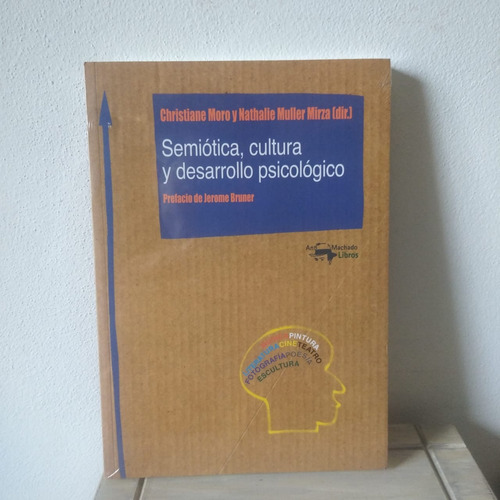 Christiane Moro y Nathalie Muller Mirza (dir.)
Semiótica, cultura
y desarrollo psicológico
Prefacio de Jerome Bruner
Machado
Libros
PINTURA
CINE TEATRO
FOTOGRAFÍA POESÍA
ESCULTURA